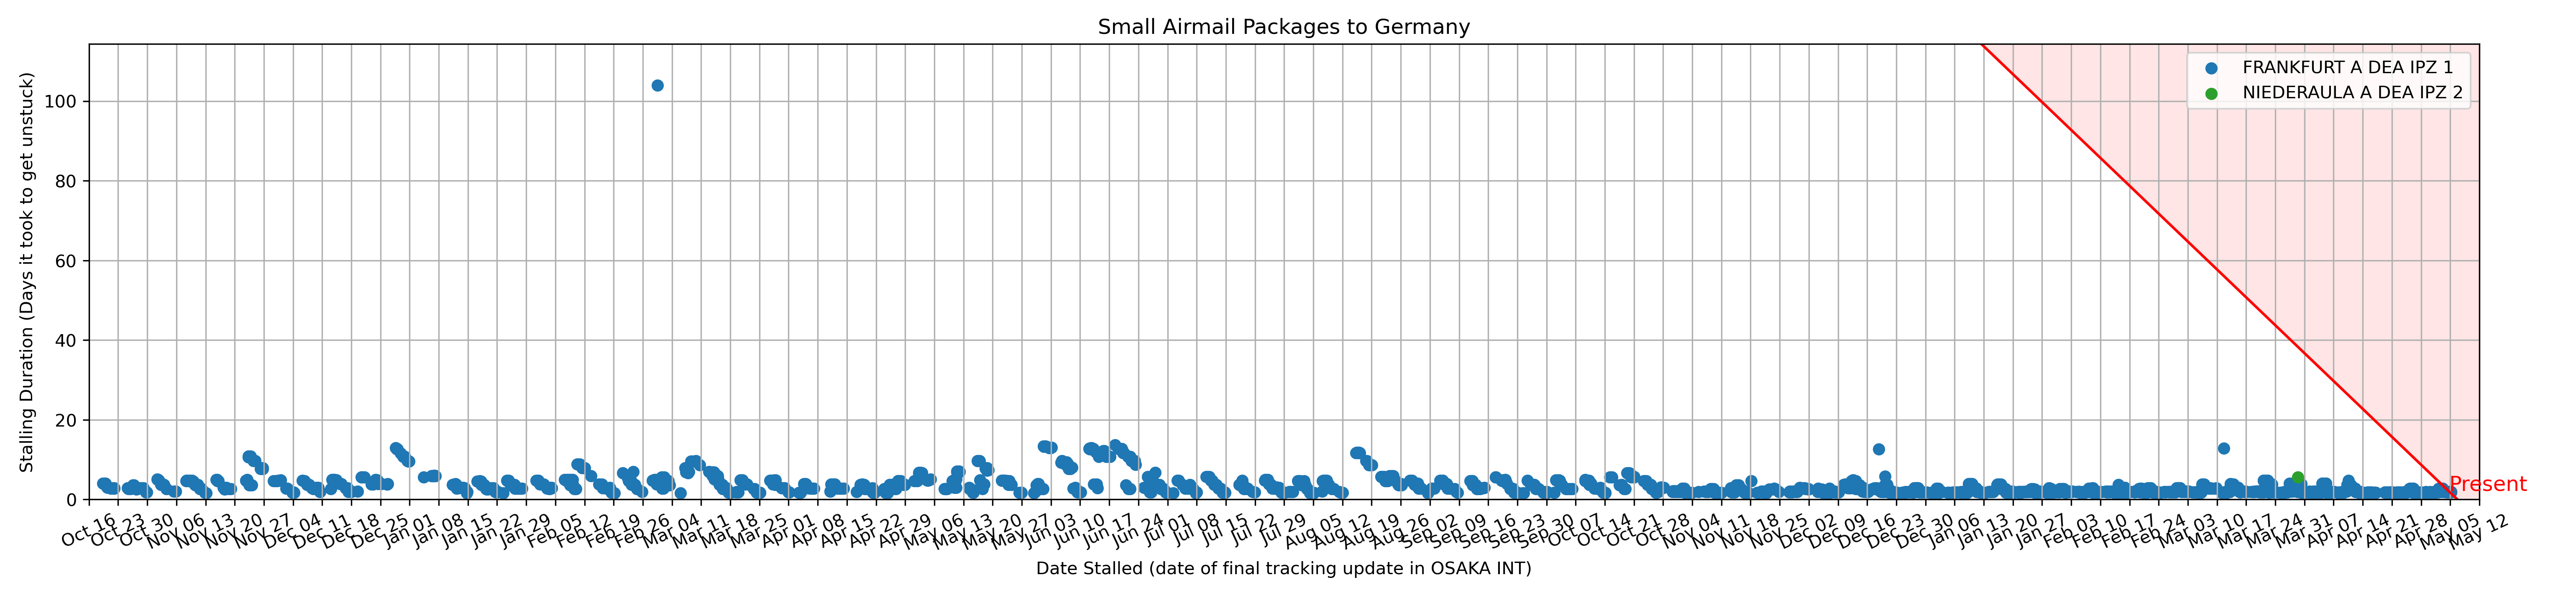 Small Airmail Packages to Germany
FRANKFURT A DEA IPZ 1
NIEDERAULA A DEA IPZ 2
Stalling Duration (Days it took to get unstuck)
100
80
60
40
20
0
Present
Oct 16
Oct 23
Oct 30
Nov 06
Nov 13
Nov 20
Nov 27
Dec 04
Dec 11
Dec 18
Dec 25
Jan 01
Jan 08
Jan 15
Jan 22
Jan 29
Feb 05
Feb 12
Feb 19
Feb 26
Mar 04
Mar 11
Mar 18
Mar 25
Apr 01
Apr 08
Apr 15
Apr 22
Apr 29
May 06
May 13
May 20
May 27
Jun 03
Jun 10
Jun 17
Jun 24
Jul 01
Jul 08
Jul 15
Jul 22
Jul 29
Aug 05
Aug 12
Aug 19
Aug 26
Sep 02
Sep 09
Sep 16
Sep 23
Sep 30
Oct 07
Oct 14
Oct 21
Oct 28
Nov 04
Nov 11
Nov 18
Nov 25
Dec 02
Dec 09
Dec 16
Dec 23
Dec 30
Jan 06
Jan 13
Jan 20
Jan 27
Feb 03
Feb 10
Feb 17
Feb 24
Mar 03
Mar 10
Mar 17
Mar 24
Mar 31
Apr 07
Apr 14
Apr 21
Apr 28
May 05
May 12
Date Stalled (date of final tracking update in OSAKA INT)